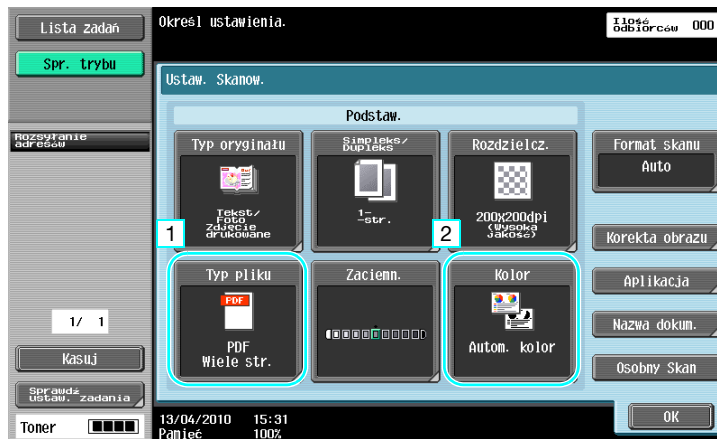 Lista zadań
Określ ustawienia.
Ilość
odbiorców
000
Spr. trybu
Ustaw. Skanow.
Podstaw.
Rozsyłanie
adresów
Typ oryginału
Tekst/
Foto
Zdjęcie
drukowane
Simpleks/
Dupleks
1-
-str.
Rozdzielcz.
200X200dpi
(Wysoka
jakość)
Format skanu
Auto
1
2
Korekta obrazu
Typ pliku
PDF
PDF
Wiele str.
Zaciemn.
Kolor
Autom. kolor
Aplikacja
Nazwa dokum.
Osobny Skan
1/ 1
Kasuj
Sprawdź
ustaw. zadania
OK
Toner
13/04/2010 15:31
Pamięć 100%